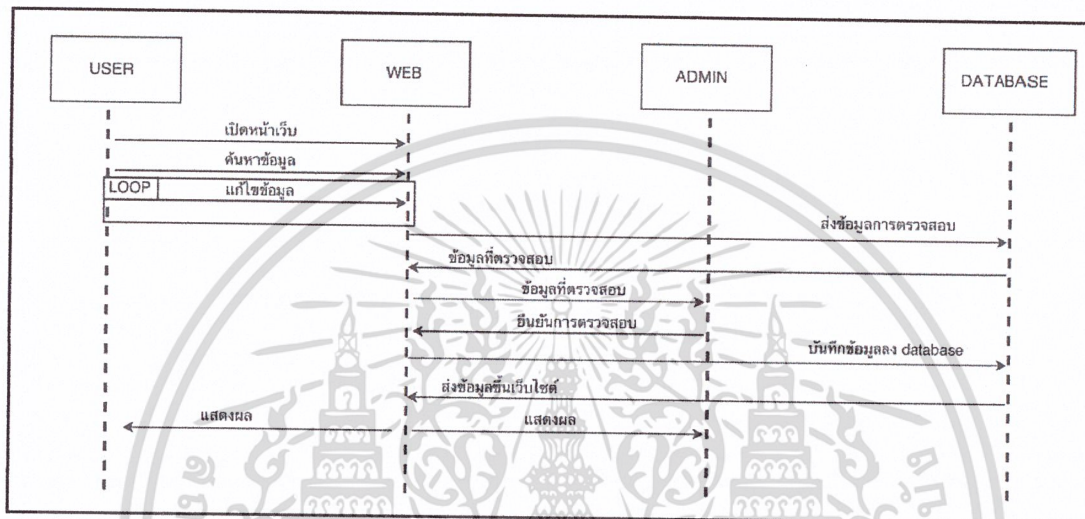 USER
WEB
ADMIN
DATABASE
เปิดหน้าเว็บ
ค้นหาข้อมูล
LOOP
แก้ไขข้อมูล
ส่งข้อมูลการตรวจสอบ
ข้อมูลที่ตรวจสอบ
ข้อมูลที่ตรวจสอบ
ยืนยันการตรวจสอบ
บันทึกข้อมูลลง database
ส่งข้อมูลขึ้นเว็บไซต์
แสดงผล
แสดงผล